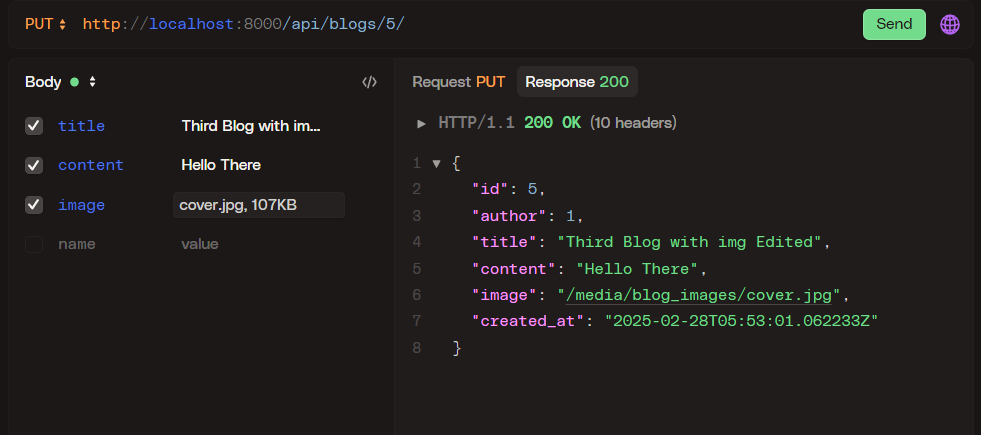 PUT http://localhost:8000/api/blogs/5/ Send
Body </>
title Third Blog with im...
content Hello There
image cover.jpg, 107KB
name value
Request PUT Response 200
HTTP/1.1 200 OK (10 headers)
1 {
2 "id": 5,
3 "author": 1,
4 "title": "Third Blog with img Edited",
5 "content": "Hello There",
6 "image": "/media/blog_images/cover.jpg",
7 "created_at": "2025-02-28T05:53:01.062233Z"
8 }